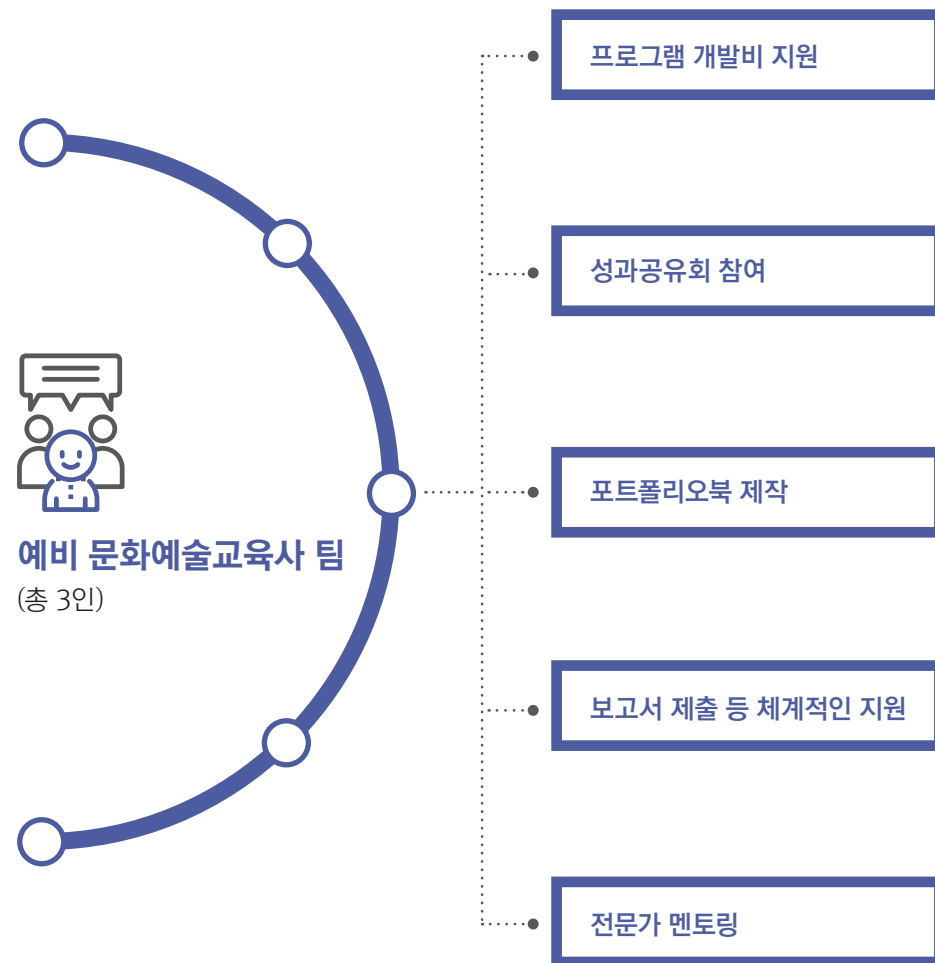 프로그램 개발비 지원
성과공유회 참여
예비 문화예술교육사 팀
(총 3인)
포트폴리오북 제작
보고서 제출 등 체계적인 지원
전문가 멘토링